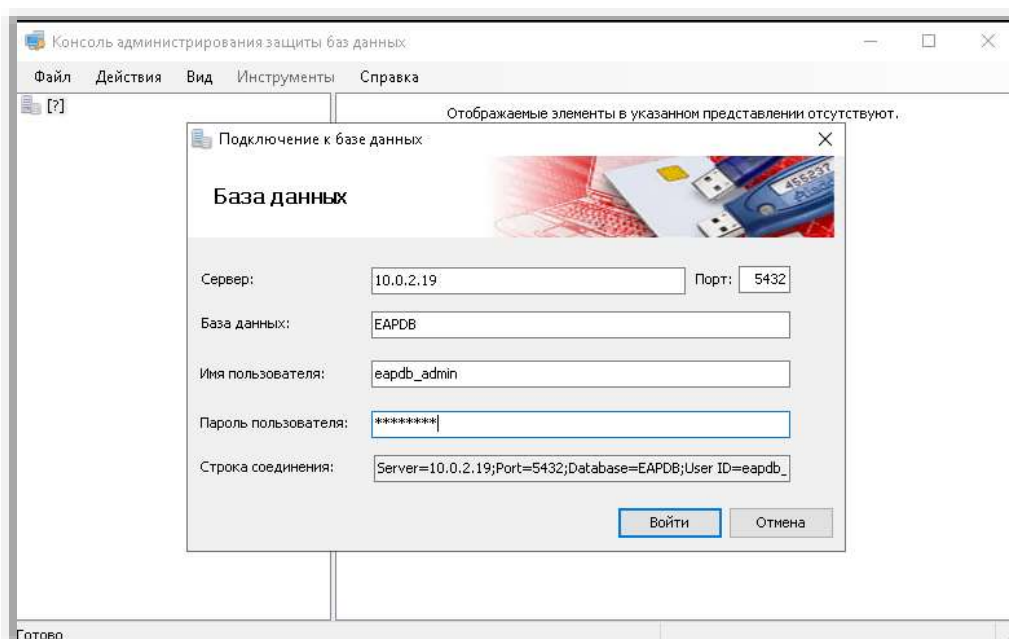 Консоль администрирования защиты баз данных
Файл Действия Вид Инструменты Справка
[?]
Отображаемые элементы в указанном представлении отсутствуют.
Подключение к базе данных
База данных
455237
Сервер: 10.0.2.19 Порт: 5432
База данных: EAPDB
Имя пользователя: eapdb_admin
Пароль пользователя: ********
Строка соединения: Server=10.0.2.19;Port=5432;Database=EAPDB;User ID=eapdb_
Войти Отмена
Готово